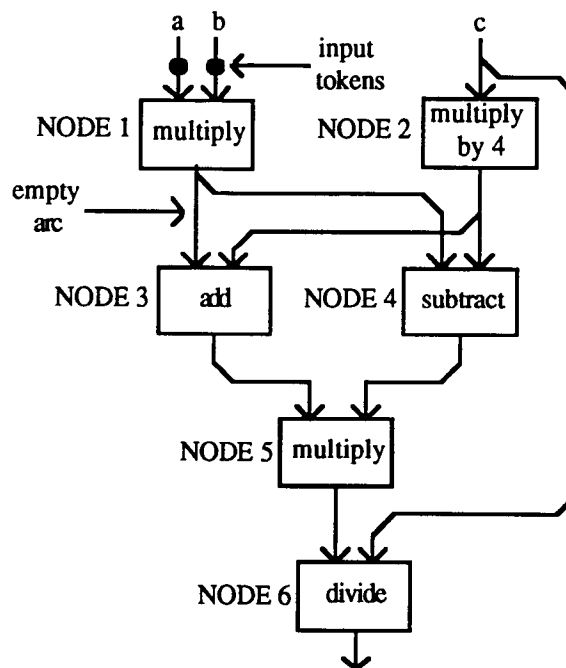 a b c
input
tokens
NODE 1 multiply
NODE 2 multiply
by 4
empty
arc
NODE 3 add
NODE 4 subtract
NODE 5 multiply
NODE 6 divide